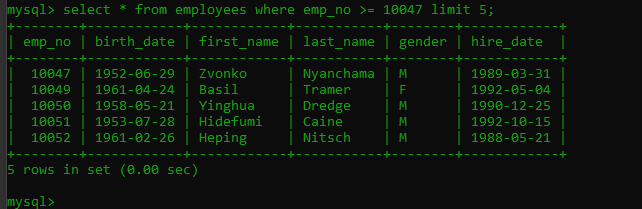 mysql> select * from employees where emp_no >= 10047 limit 5;
+--------+------------+------------+-----------+--------+------------+
| emp_no | birth_date | first_name | last_name | gender | hire_date  |
+--------+------------+------------+-----------+--------+------------+
|  10047 | 1952-06-29 | Zvonko     | Nyanchama | M      | 1989-03-31 |
|  10049 | 1961-04-24 | Basil      | Tramer    | F      | 1992-05-04 |
|  10050 | 1958-05-21 | Yinghua    | Dredge    | M      | 1990-12-25 |
|  10051 | 1953-07-28 | Hidefumi   | Caine     | M      | 1992-10-15 |
|  10052 | 1961-02-26 | Heping     | Nitsch    | M      | 1988-05-21 |
+--------+------------+------------+-----------+--------+------------+
5 rows in set (0.00 sec)
mysql>